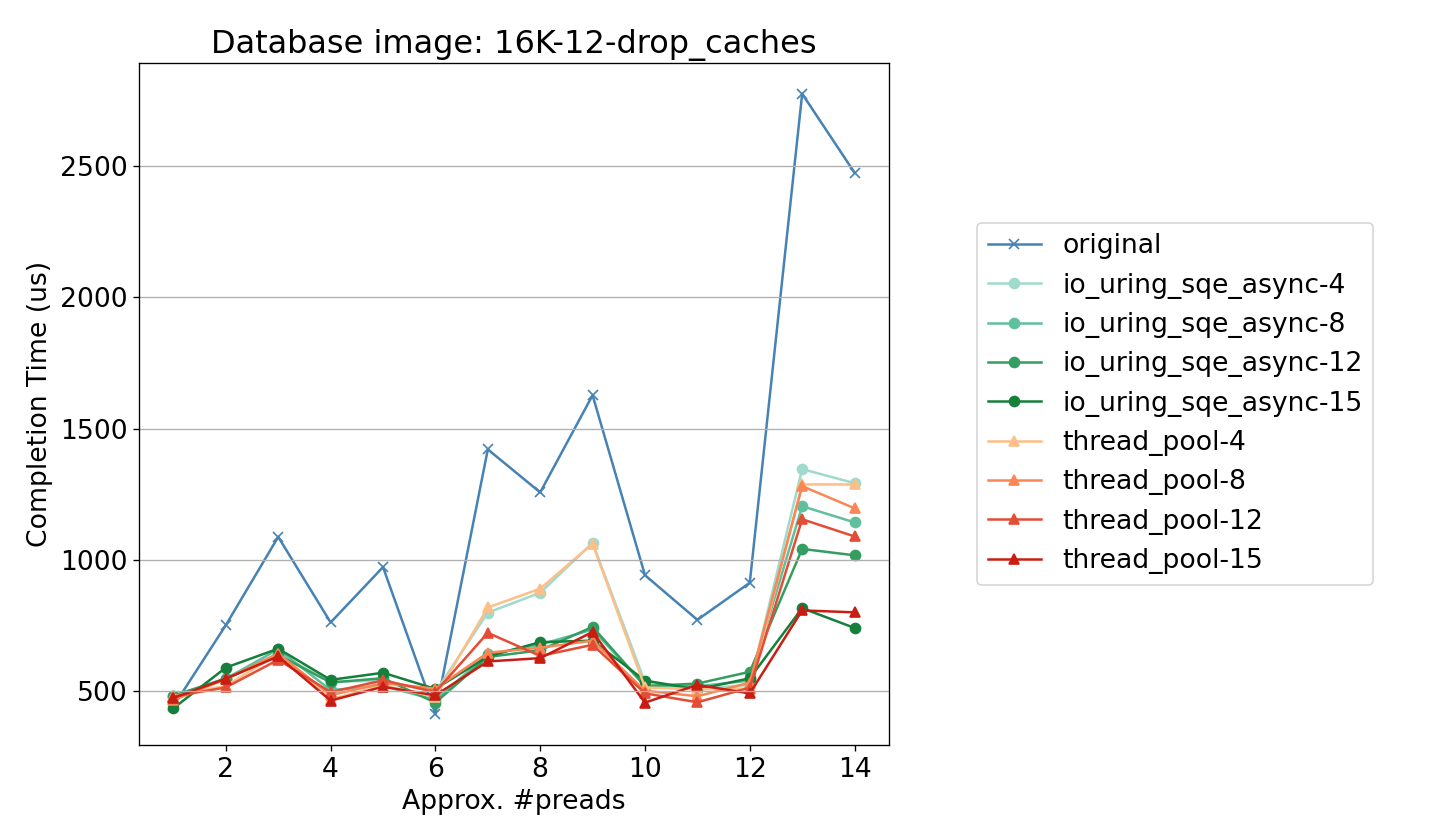 Database image: 16K-12-drop_caches
Completion Time (us)
2500
2000
1500
1000
500
2 4 6 8 10 12 14
Approx. #preads
original
io_uring_sqe_async-4
io_uring_sqe_async-8
io_uring_sqe_async-12
io_uring_sqe_async-15
thread_pool-4
thread_pool-8
thread_pool-12
thread_pool-15